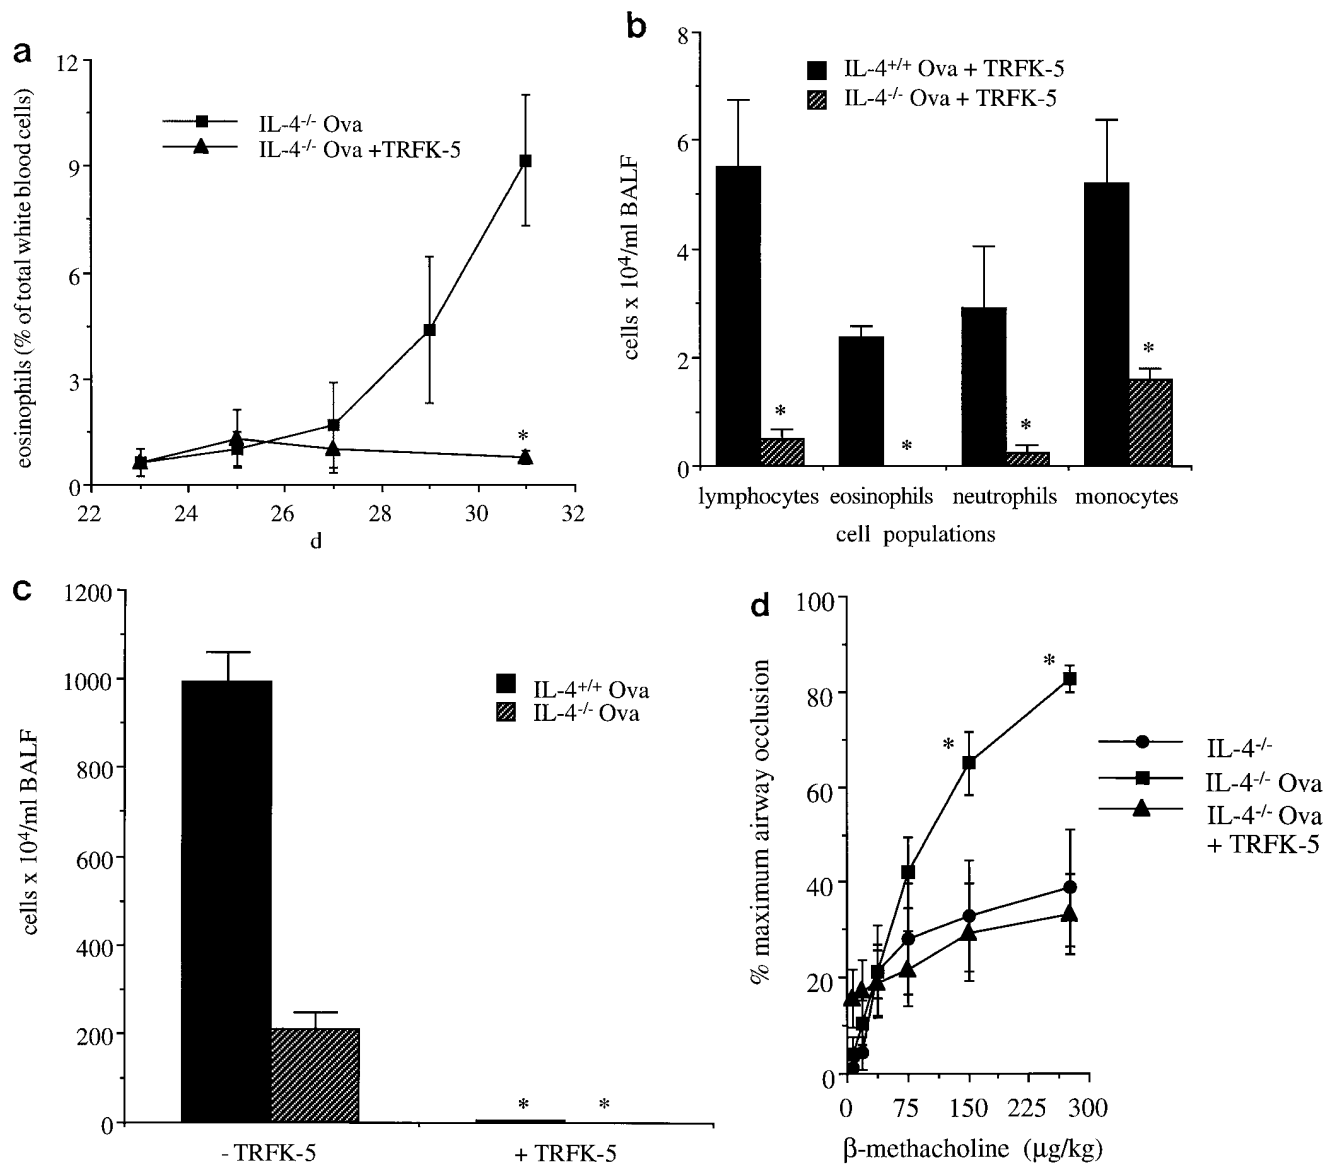 a
12
9
6
3
0
eosinophils (% of total white blood cells)
IL-4-/- Ova
IL-4-/- Ova +TRFK-5
*
22 24 26 28 30 32
d
b
8
6
4
2
0
cells x 10⁴/ml BALF
IL-4+/+ Ova + TRFK-5
IL-4-/- Ova + TRFK-5
* * * *
lymphocytes eosinophils neutrophils monocytes
cell populations
c
1200
1000
800
600
400
200
0
cells x 10⁴/ml BALF
IL-4+/+ Ova
IL-4-/- Ova
* *
- TRFK-5 + TRFK-5
d
100
80
60
40
20
0
% maximum airway occlusion
* *
IL-4-/-
IL-4-/- Ova
IL-4-/- Ova
+ TRFK-5
0 75 150 225 300
β-methacholine (μg/kg)